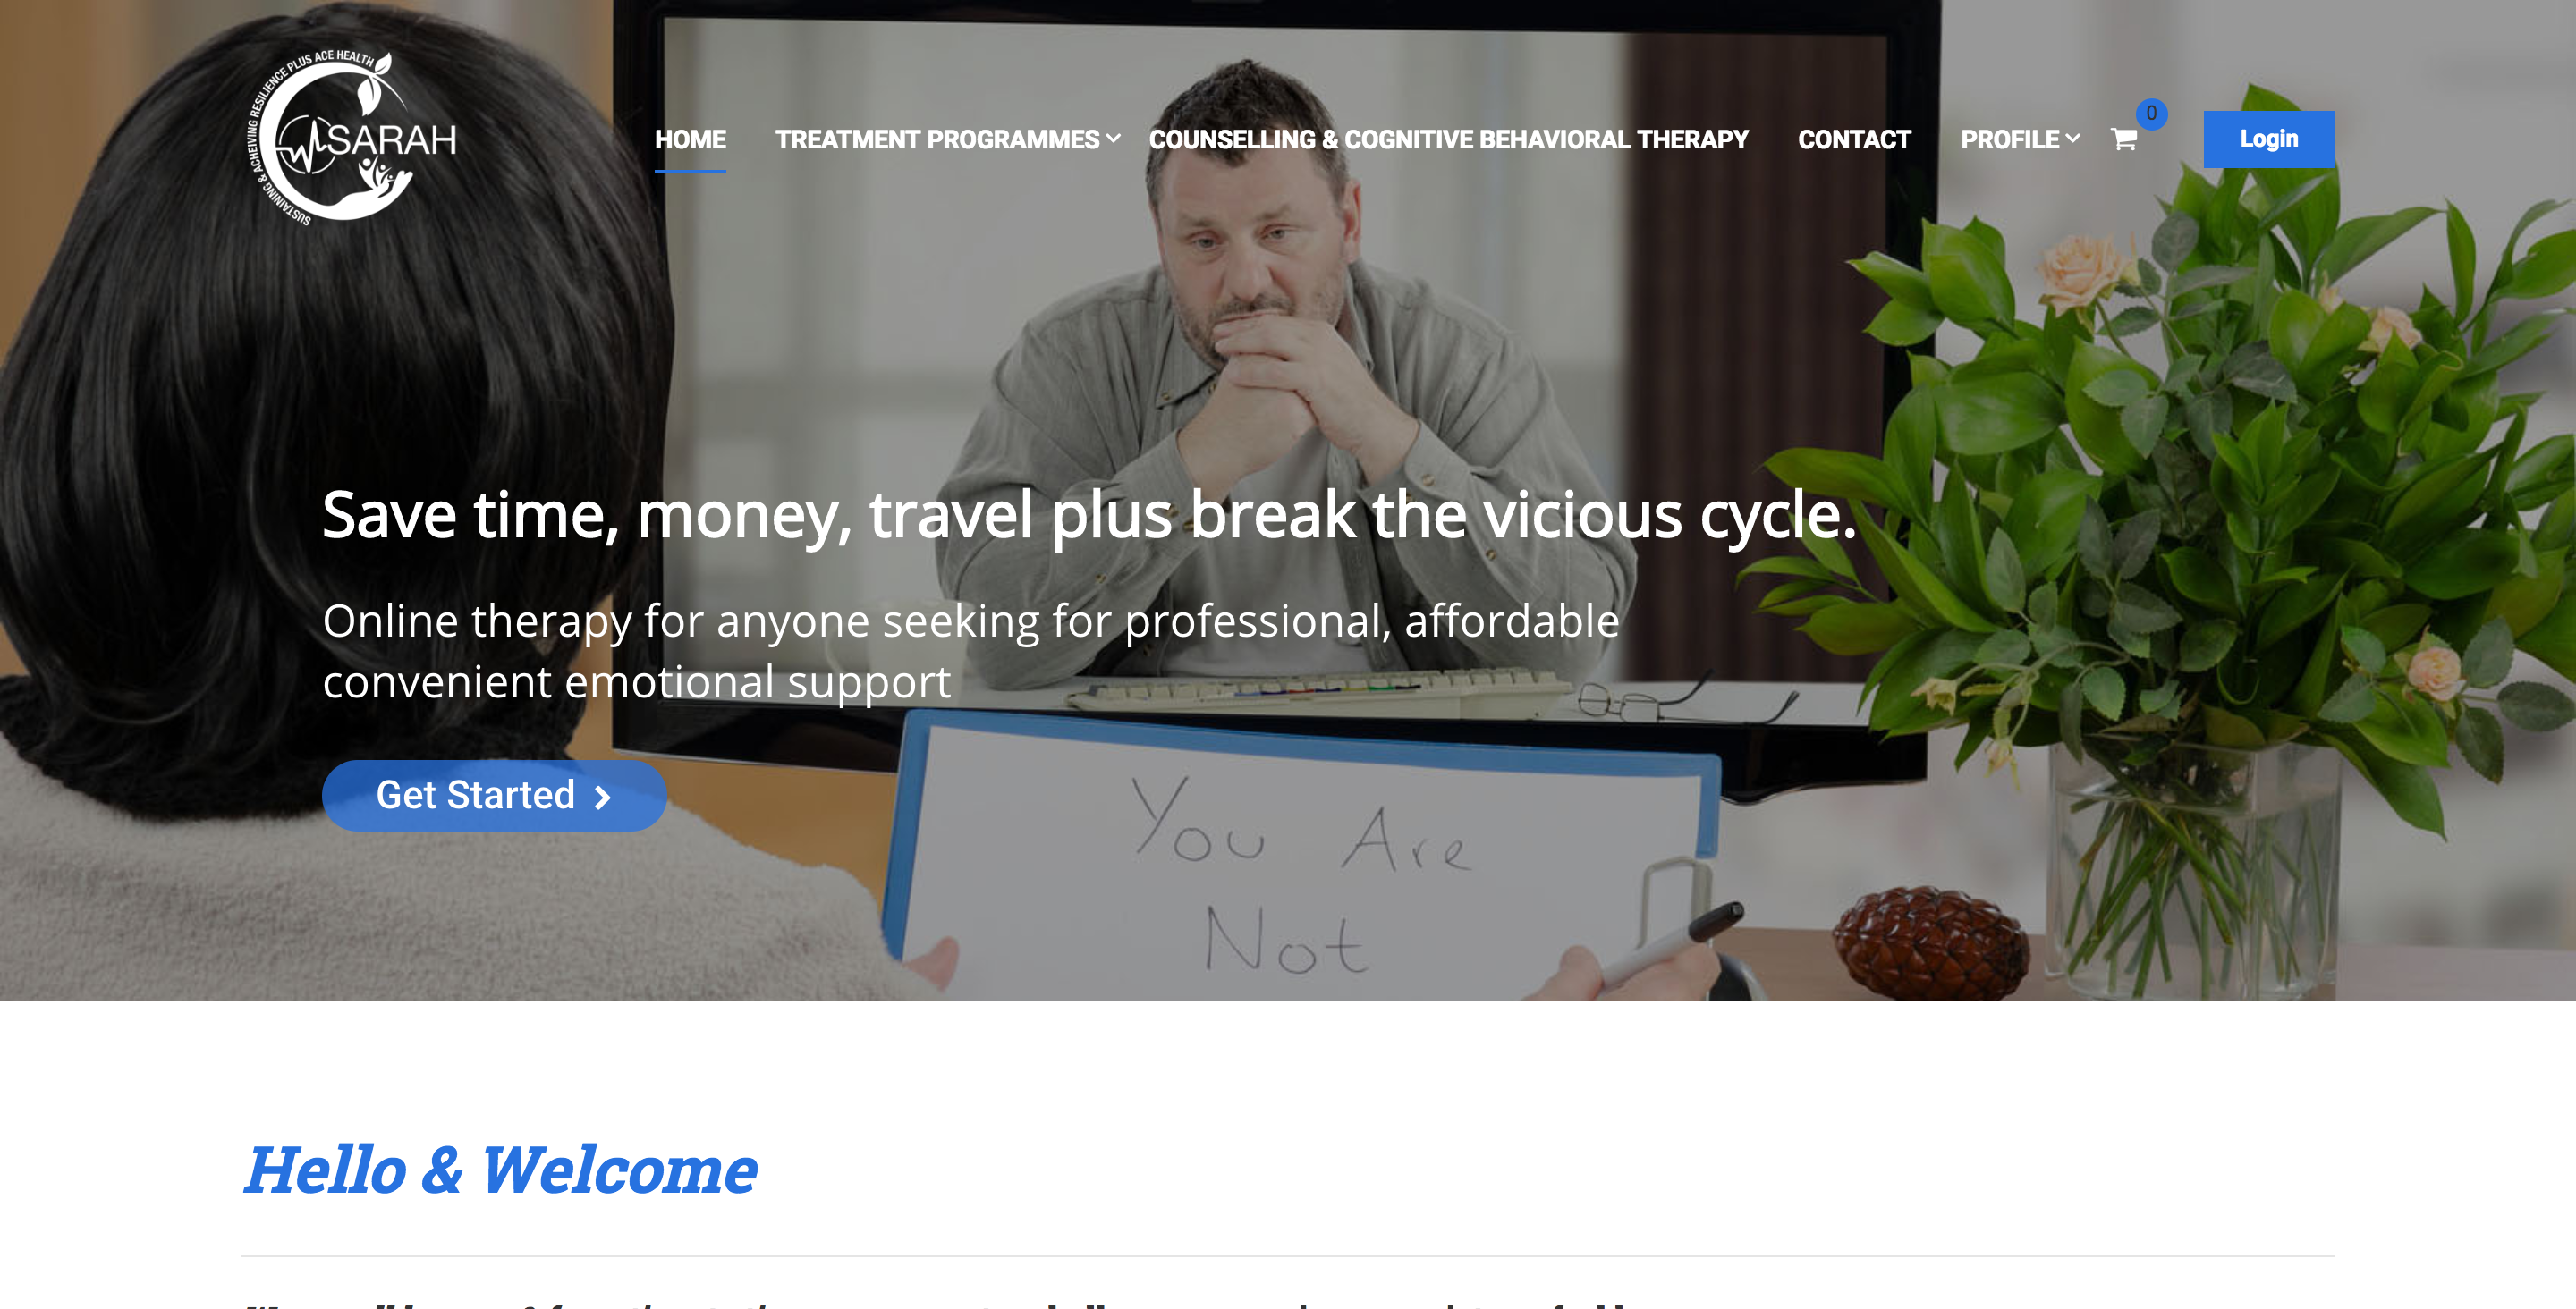 SUSTAINING & ACHEIVING RESILIENCE PLUS ACE HEALTH
SARAH
HOME
TREATMENT PROGRAMMES
COUNSELLING & COGNITIVE BEHAVIORAL THERAPY
CONTACT
PROFILE
0
Login
Save time, money, travel plus break the vicious cycle.
Online therapy for anyone seeking for professional, affordable
convenient emotional support
Get Started
You Are
Not
Hello & Welcome